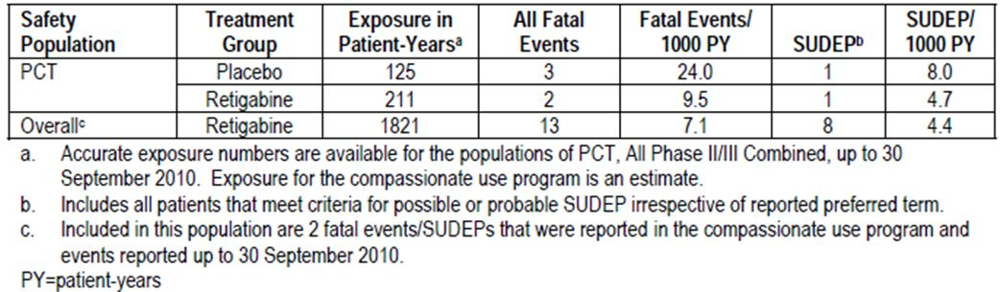 Safety Population Treatment Group Exposure in Patient-Yearsᵃ All Fatal Events Fatal Events/ 1000 PY SUDEPᵇ SUDEP/ 1000 PY
PCT Placebo 125 3 24.0 1 8.0
Retigabine 211 2 9.5 1 4.7
Overallᶜ Retigabine 1821 13 7.1 8 4.4
a. Accurate exposure numbers are available for the populations of PCT, All Phase II/III Combined, up to 30
September 2010. Exposure for the compassionate use program is an estimate.
b. Includes all patients that meet criteria for possible or probable SUDEP irrespective of reported preferred term.
c. Included in this population are 2 fatal events/SUDEPs that were reported in the compassionate use program and
events reported up to 30 September 2010.
PY=patient-years